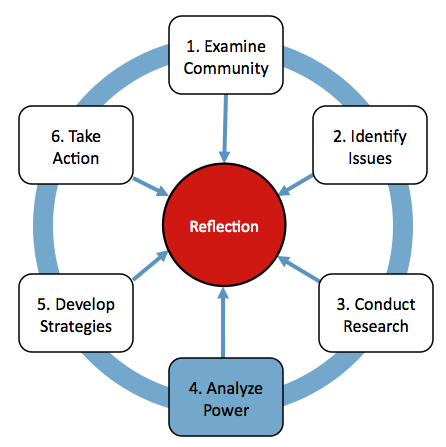 1. Examine
Community
2. Identify
Issues
3. Conduct
Research
4. Analyze
Power
5. Develop
Strategies
6. Take
Action
Reflection